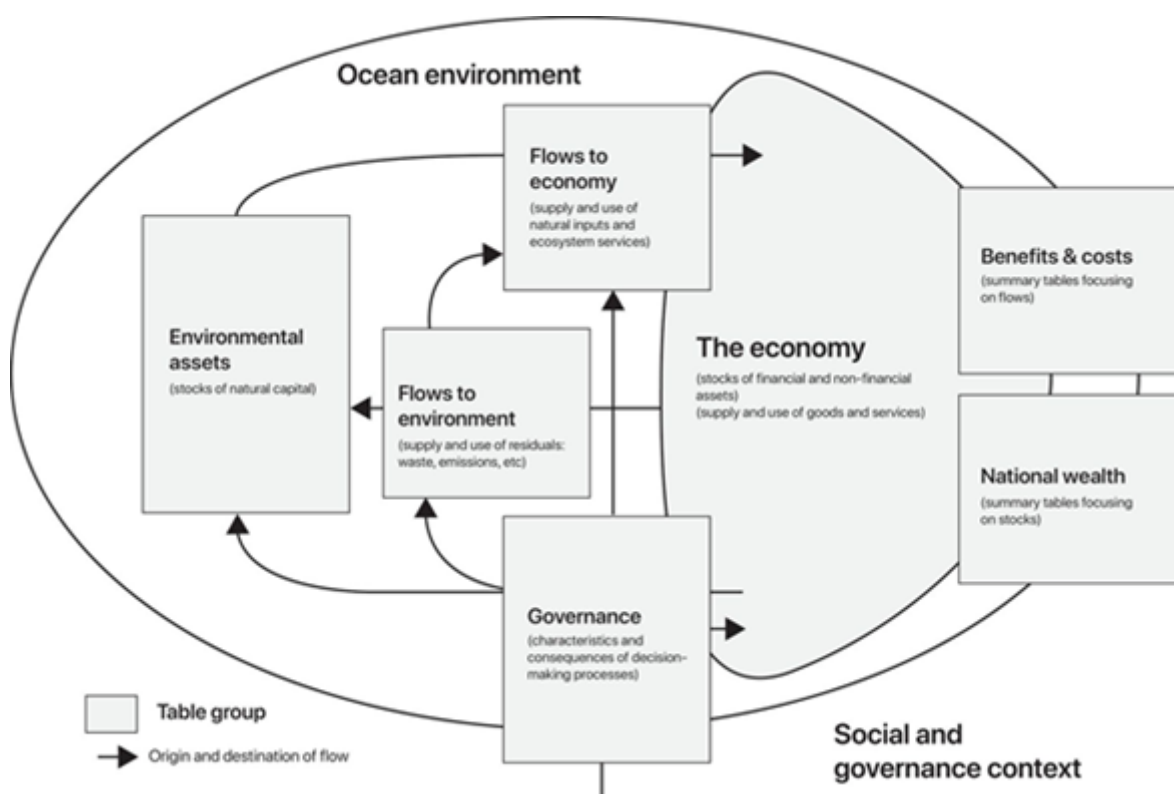 Ocean environment
Flows to
economy
(supply and use of
natural inputs and
ecosystem services)
Environmental
assets
(stocks of natural capital)
Flows to
environment
(supply and use of residuals:
waste, emissions, etc)
The economy
(stocks of financial and non-financial
assets)
(supply and use of goods and services)
Benefits & costs
(summary tables focusing
on flows)
National wealth
(summary tables focusing
on stocks)
Governance
(characteristics and
consequences of decision-
making processes)
Table group
Origin and destination of flow
Social and
governance context